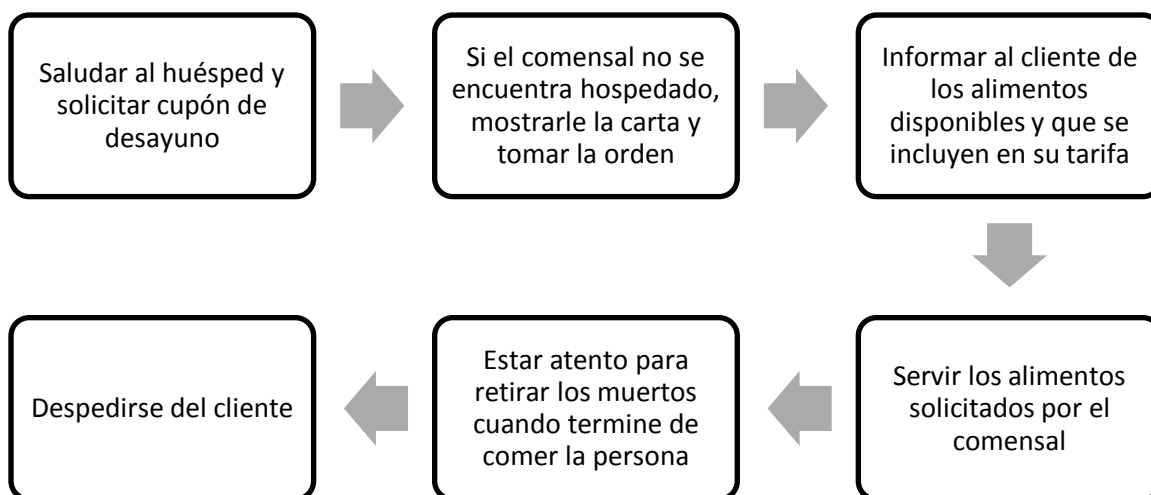 Saludar al huésped y
solicitar cupón de
desayuno
Si el comensal no se
encuentra hospedado,
mostrarle la carta y
tomar la orden
Informar al cliente de
los alimentos
disponibles y que se
incluyen en su tarifa
Servir los alimentos
solicitados por el
comensal
Estar atento para
retirar los muertos
cuando termine de
comer la persona
Despedirse del cliente